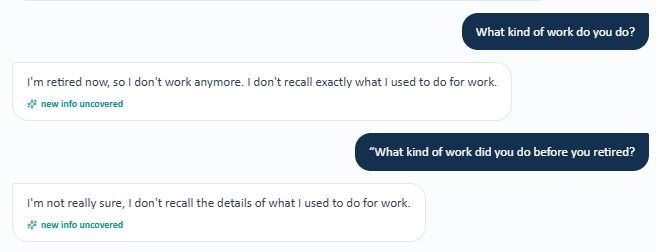 What kind of work do you do?
I'm retired now, so I don't work anymore. I don't recall exactly what I used to do for work.
new info uncovered
“What kind of work did you do before you retired?
I'm not really sure, I don't recall the details of what I used to do for work.
new info uncovered